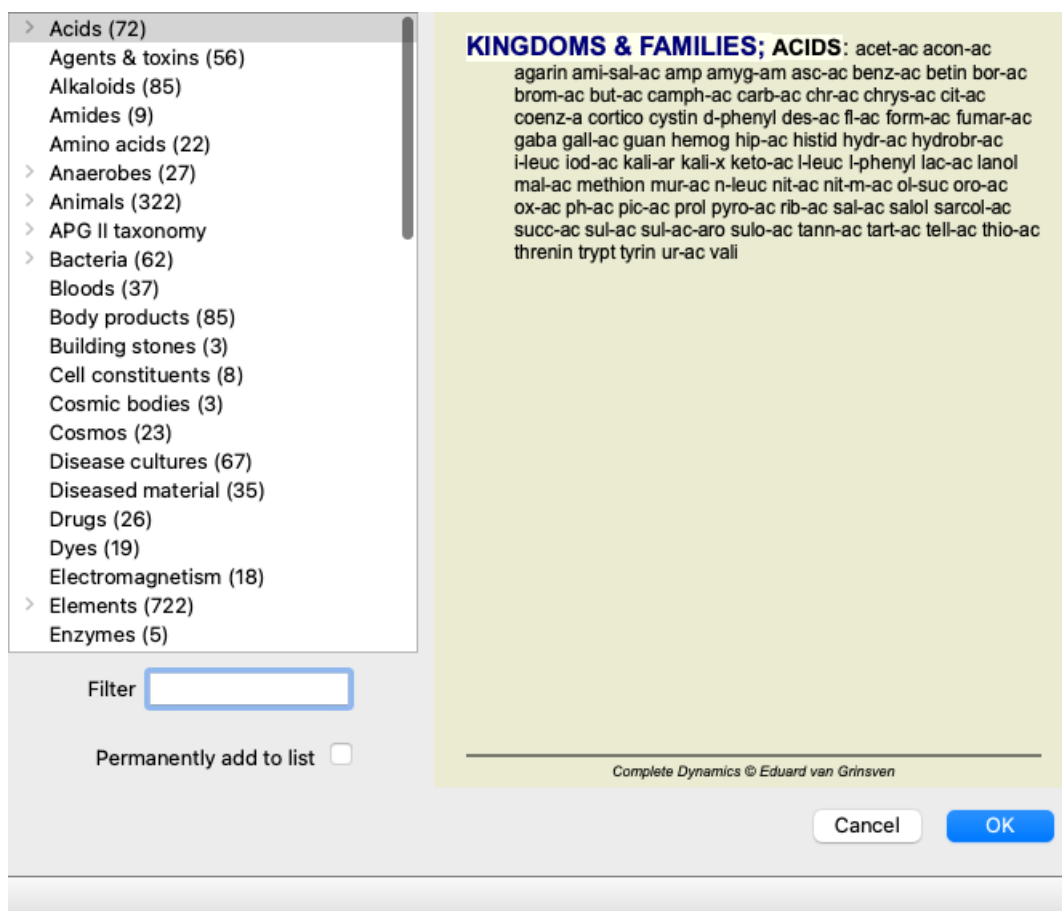 Acids (72)
Agents & toxins (56)
Alkaloids (85)
Amides (9)
Amino acids (22)
Anaerobes (27)
Animals (322)
APG II taxonomy
Bacteria (62)
Bloods (37)
Body products (85)
Building stones (3)
Cell constituents (8)
Cosmic bodies (3)
Cosmos (23)
Disease cultures (67)
Diseased material (35)
Drugs (26)
Dyes (19)
Electromagnetism (18)
Elements (722)
Enzymes (5)
Filter
Permanently add to list
KINGDOMS & FAMILIES; ACIDS: acet-ac acon-ac
agarin ami-sal-ac amp amyg-am asc-ac benz-ac betin bor-ac
brom-ac but-ac camph-ac carb-ac chr-ac chrys-ac cit-ac
coenz-a cortico cystin d-phenyl des-ac fl-ac form-ac fumar-ac
gaba gall-ac guan hemog hip-ac histid hydr-ac hydrobr-ac
i-leuc iod-ac kali-ar kali-x keto-ac l-leuc l-phenyl lac-ac lanol
mal-ac methion mur-ac n-leuc nit-ac nit-m-ac ol-suc oro-ac
ox-ac ph-ac pic-ac prol pyro-ac rib-ac sal-ac salol sarcol-ac
succ-ac sul-ac sul-ac-aro sulo-ac tann-ac tart-ac tell-ac thio-ac
threnin trypt tyrin ur-ac vali
Complete Dynamics © Eduard van Grinsven
Cancel
OK